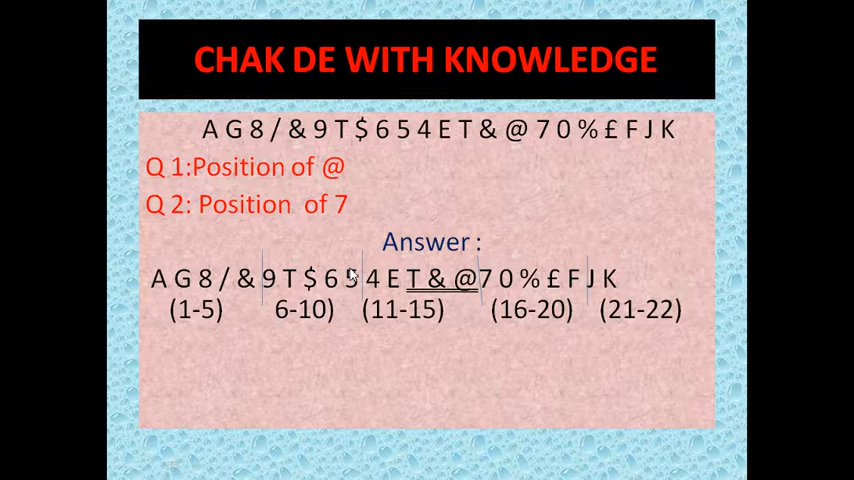 CHAK DE WITH KNOWLEDGE
A G 8 / & 9 T $ 6 5 4 E T & @ 7 0 % £ F J K
Q 1:Position of @
Q 2: Position of 7
Answer :
A G 8 / & 9 T $ 6 5 4 E T & @ 7 0 % £ F J K
(1-5) 6-10) (11-15) (16-20) (21-22)